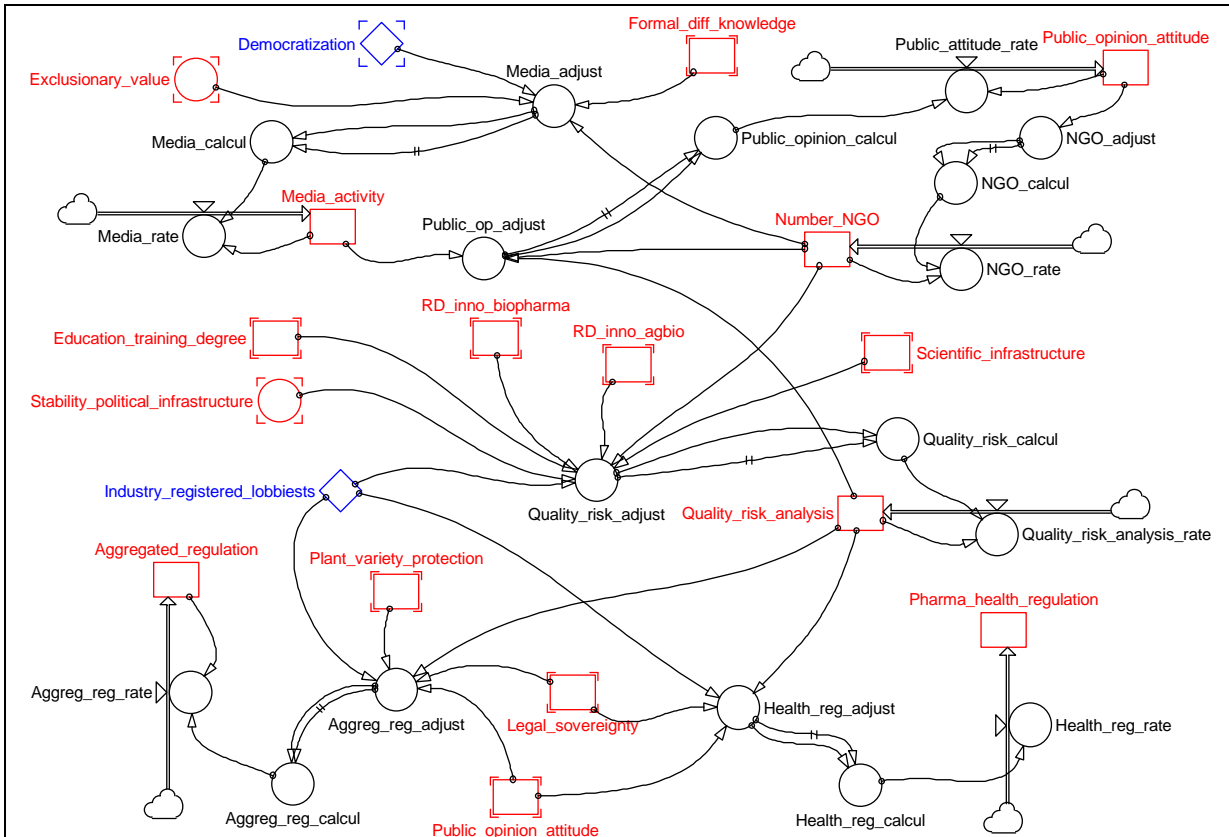 Formal_diff_knowledge
Democratization
Public_attitude_rate
Public_opinion_attitude
Exclusionary_value
Media_adjust
Media_calcul
Public_opinion_calcul
NGO_adjust
NGO_calcul
Media_activity
Public_op_adjust
Number_NGO
Media_rate
NGO_rate
RD_inno_biopharma
RD_inno_agbio
Education_training_degree
Scientific_infrastructure
Stability_political_infrastructure
Quality_risk_calcul
Industry_registered_lobbiests
Quality_risk_adjust
Quality_risk_analysis
Quality_risk_analysis_rate
Aggregated_regulation
Plant_variety_protection
Pharma_health_regulation
Aggreg_reg_rate
Aggreg_reg_adjust
Legal_sovereignty
Health_reg_adjust
Health_reg_rate
Aggreg_reg_calcul
Public_opinion_attitude
Health_reg_calcul